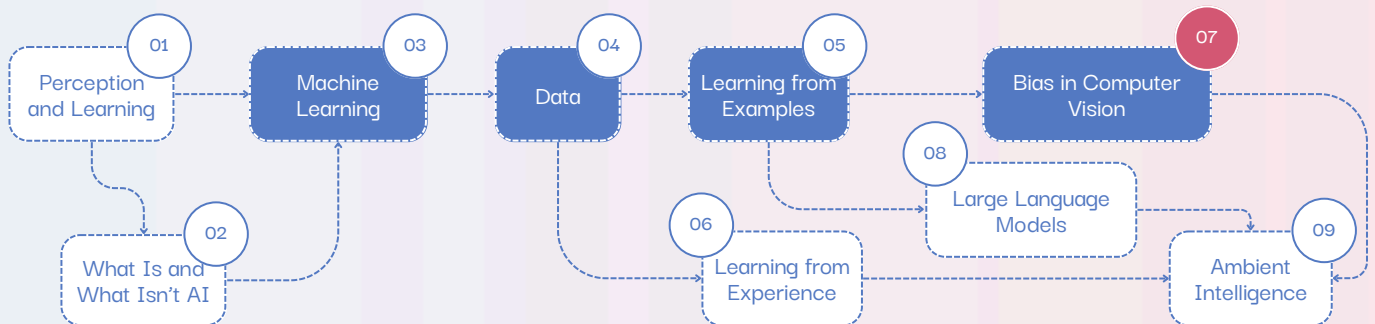 01
Perception
and Learning
03
Machine
Learning
04
Data
05
Learning from
Examples
07
Bias in Computer
Vision
02
What Is and
What Isn't AI
06
Learning from
Experience
08
Large Language
Models
09
Ambient
Intelligence